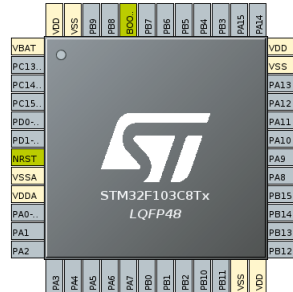 VDD
VSS
PB9
PB8
BOO..
PB7
PB6
PB5
PB4
PB3
PA15
PA14
VBAT
PC13..
PC14..
PC15..
PD0-..
PD1-..
NRST
VSSA
VDDA
PA0-..
PA1
PA2
ST
STM32F103C8Tx
LQFP48
VDD
VSS
PA13
PA12
PA11
PA10
PA9
PA8
PB15
PB14
PB13
PB12
PA3
PA4
PA5
PA6
PA7
PB0
PB1
PB2
PB10
PB11
VSS
VDD